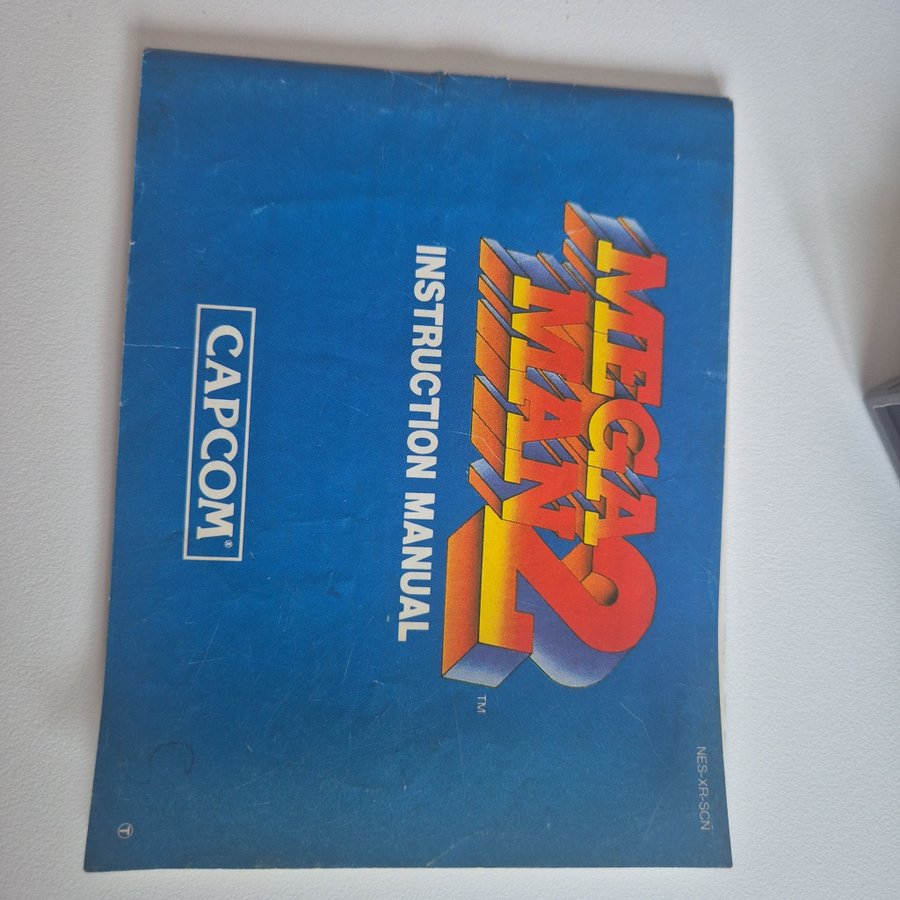 NES-XR-SCN
MEGA
MAN 2
TM
INSTRUCTION MANUAL
CAPCOM®
T